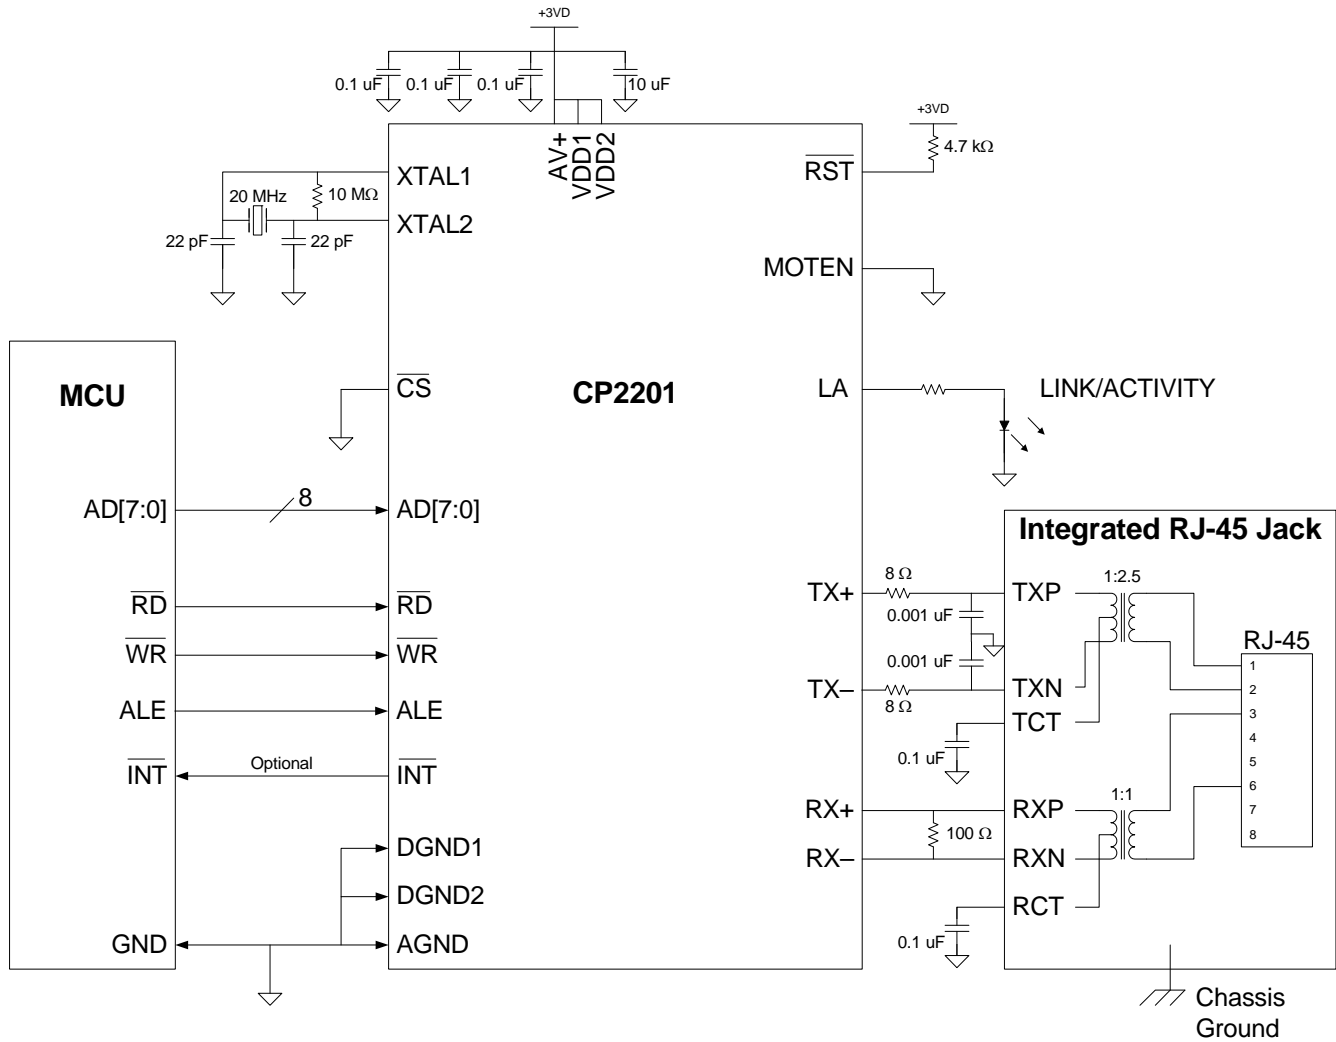 +3VD
0.1 uF
0.1 uF
0.1 uF
10 uF
+3VD
4.7 kΩ
AV+
VDD1
VDD2
RST
XTAL1
20 MHz
10 MΩ
XTAL2
22 pF
22 pF
MOTEN
MCU
CS
CP2201
LA
LINK/ACTIVITY
AD[7:0]
8
AD[7:0]
Integrated RJ-45 Jack
RD
RD
TX+
8 Ω
0.001 uF
TXP
1:2.5
WR
WR
0.001 uF
RJ-45
ALE
ALE
TX–
8 Ω
TXN
TCT
0.1 uF
1
2
3
4
5
6
7
8
INT
Optional
INT
RX+
RXP
1:1
100 Ω
DGND1
RX–
RXN
DGND2
RCT
0.1 uF
GND
AGND
Chassis
Ground